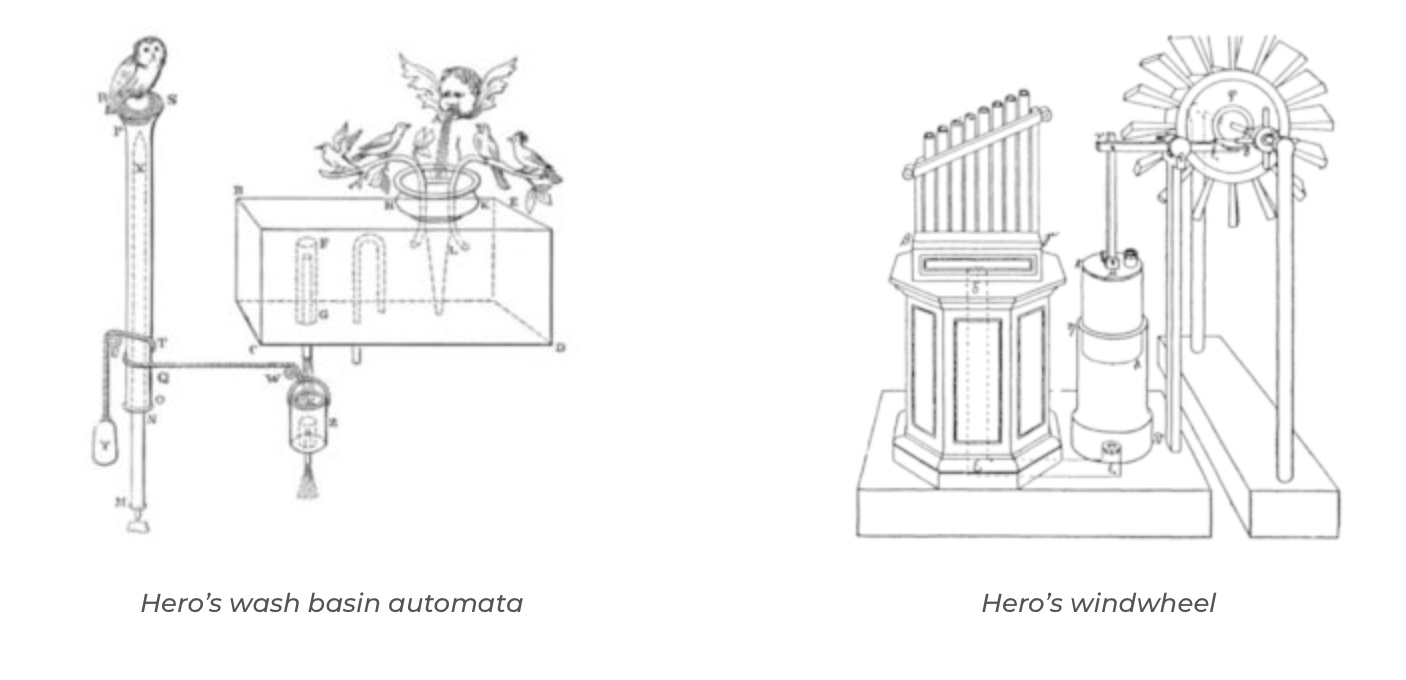 R
S
P
X
B
H
K
E
F
L
G
C
D
T
Q
W
O
N
Z
Y
M
φ
β
γ
δ
η
Hero’s wash basin automata
Hero’s windwheel